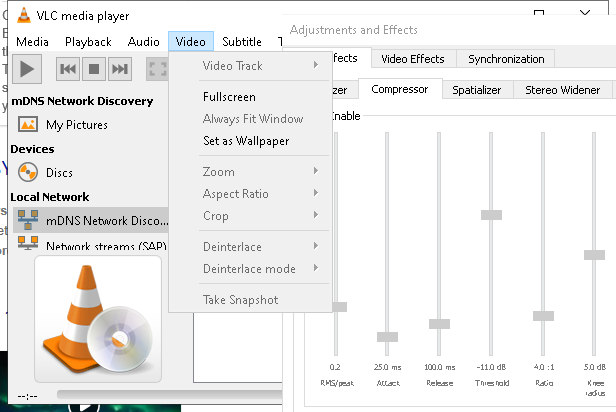 VLC media player
Media Playback Audio Video Subtitle T
Video Track
Fullscreen
Always Fit Window
Set as Wallpaper
Zoom
Aspect Ratio
Crop
Deinterlace
Deinterlace mode
Take Snapshot
mDNS Network Discovery
My Pictures
Devices
Discs
Local Network
mDNS Network Disco...
Network streams (SAP)
--:--
Adjustments and Effects
ffects Video Effects Synchronization
zer Compressor Spatializer Stereo Widener
Enable
0.2 25.0 ms 100.0 ms -11.0 dB 4.0 :1 5.0 dB
RMS/peak Attack Release Threshold Ratio Knee
radius